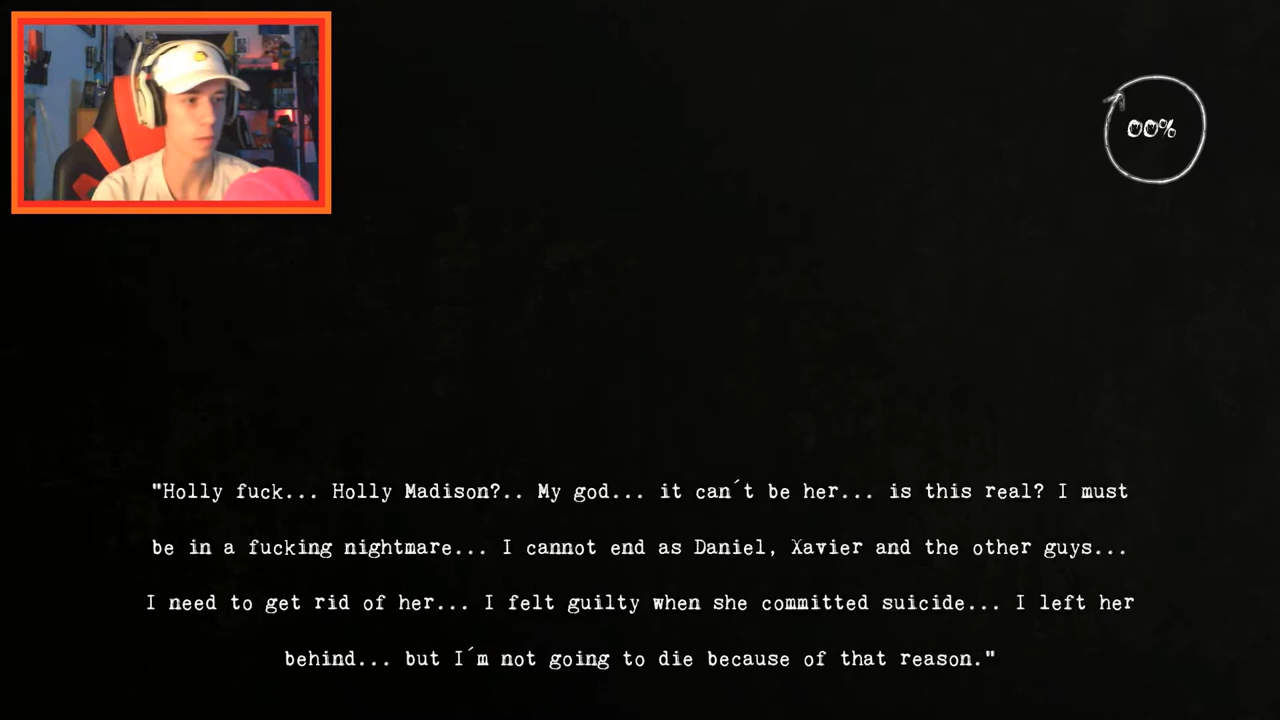 00%
"Holly fuck... Holly Madison?.. My god... it can´t be her... is this real? I must
be in a fucking nightmare... I cannot end as Daniel, Xavier and the other guys...
I need to get rid of her... I felt guilty when she committed suicide... I left her
behind... but I´m not going to die because of that reason."